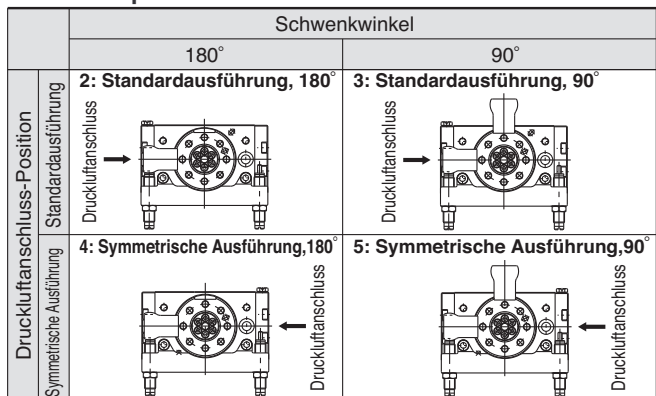 Schwenkwinkel
180°
90°
Druckluftanschluss-Position
Standardausführung
2: Standardausführung, 180°
Druckluftanschluss
3: Standardausführung, 90°
Druckluftanschluss
Symmetrische Ausführung
4: Symmetrische Ausführung,180°
Druckluftanschluss
5: Symmetrische Ausführung,90°
Druckluftanschluss